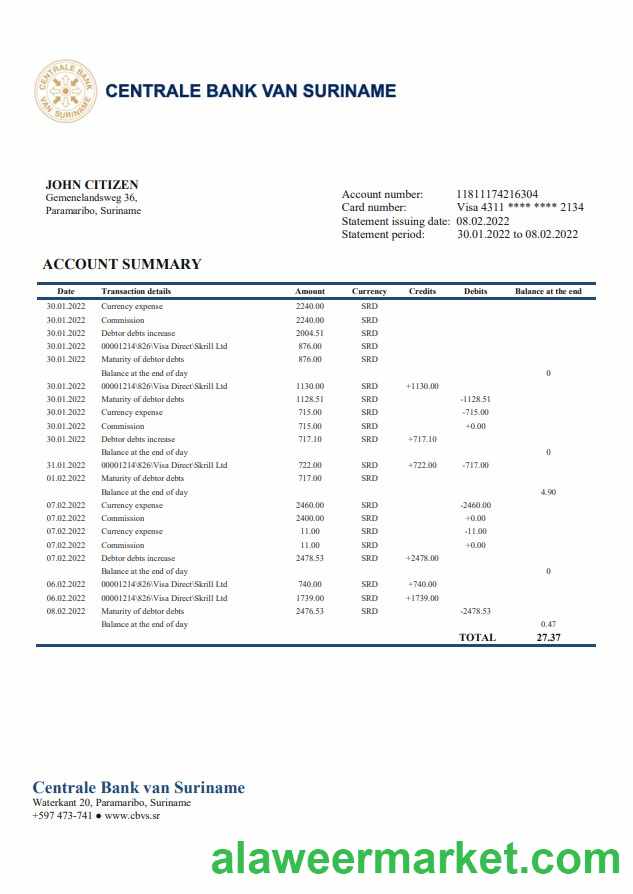 CENTRALE BANK VAN SURINAME
CENTRALE BANK VAN SURINAME
JOHN CITIZEN
Gemenelandsweg 36,
Paramaribo, Suriname
Account number: 11811174216304
Card number: Visa 4311 **** **** 2134
Statement issuing date: 08.02.2022
Statement period: 30.01.2022 to 08.02.2022
ACCOUNT SUMMARY
Date Transaction details Amount Currency Credits Debits Balance at the end
30.01.2022 Currency expense 2240.00 SRD
30.01.2022 Commission 2240.00 SRD
30.01.2022 Debtor debts increase 2004.51 SRD
30.01.2022 00001214\826\Visa Direct\Skrill Ltd 876.00 SRD
30.01.2022 Maturity of debtor debts 876.00 SRD
Balance at the end of day 0
30.01.2022 00001214\826\Visa Direct\Skrill Ltd 1130.00 SRD +1130.00
30.01.2022 Maturity of debtor debts 1128.51 SRD -1128.51
30.01.2022 Currency expense 715.00 SRD -715.00
30.01.2022 Commission 715.00 SRD +0.00
30.01.2022 Debtor debts increase 717.10 SRD +717.10
Balance at the end of day 0
31.01.2022 00001214\826\Visa Direct\Skrill Ltd 722.00 SRD +722.00 -717.00
01.02.2022 Maturity of debtor debts 717.00 SRD
Balance at the end of day 4.90
07.02.2022 Currency expense 2460.00 SRD -2460.00
07.02.2022 Commission 2400.00 SRD +0.00
07.02.2022 Currency expense 11.00 SRD -11.00
07.02.2022 Commission 11.00 SRD +0.00
07.02.2022 Debtor debts increase 2478.53 SRD +2478.00
Balance at the end of day 0
06.02.2022 00001214\826\Visa Direct\Skrill Ltd 740.00 SRD +740.00
06.02.2022 00001214\826\Visa Direct\Skrill Ltd 1739.00 SRD +1739.00
08.02.2022 Maturity of debtor debts 2476.53 SRD -2478.53
Balance at the end of day 0.47
TOTAL 27.37
Centrale Bank van Suriname
Waterkant 20, Paramaribo, Suriname
+597 473-741 ● www.cbvs.sr
alaweermarket.com